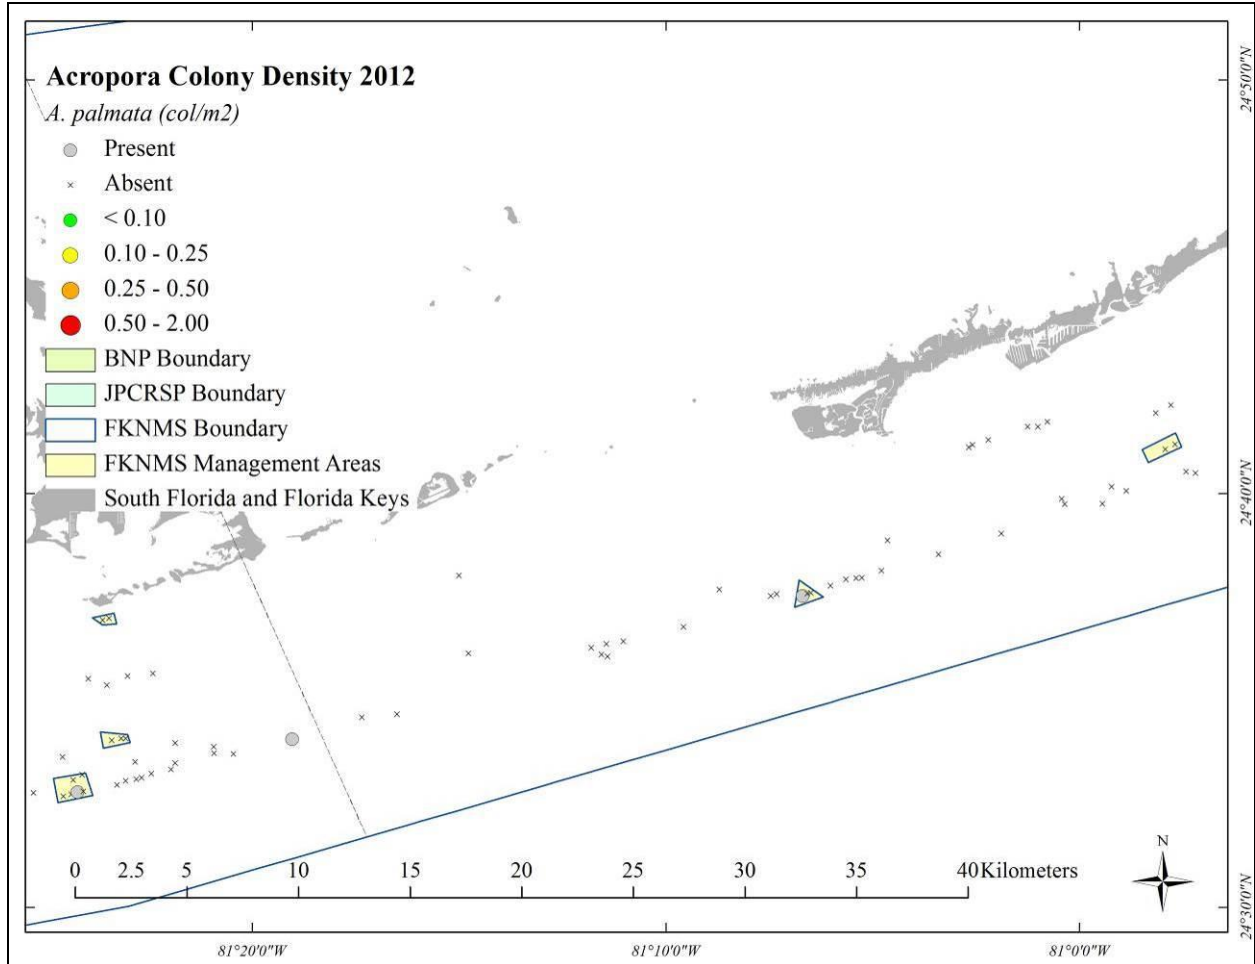 Acropora Colony Density 2012
A. palmata (col/m2)
Present
Absent
< 0.10
0.10 - 0.25
0.25 - 0.50
0.50 - 2.00
BNP Boundary
JPCRSP Boundary
FKNMS Boundary
FKNMS Management Areas
South Florida and Florida Keys
24°50'0"N
24°40'0"N
24°30'0"N
N
0 2.5 5 10 15 20 25 30 35 40 Kilometers
81°20'0"W 81°10'0"W 81°0'0"W